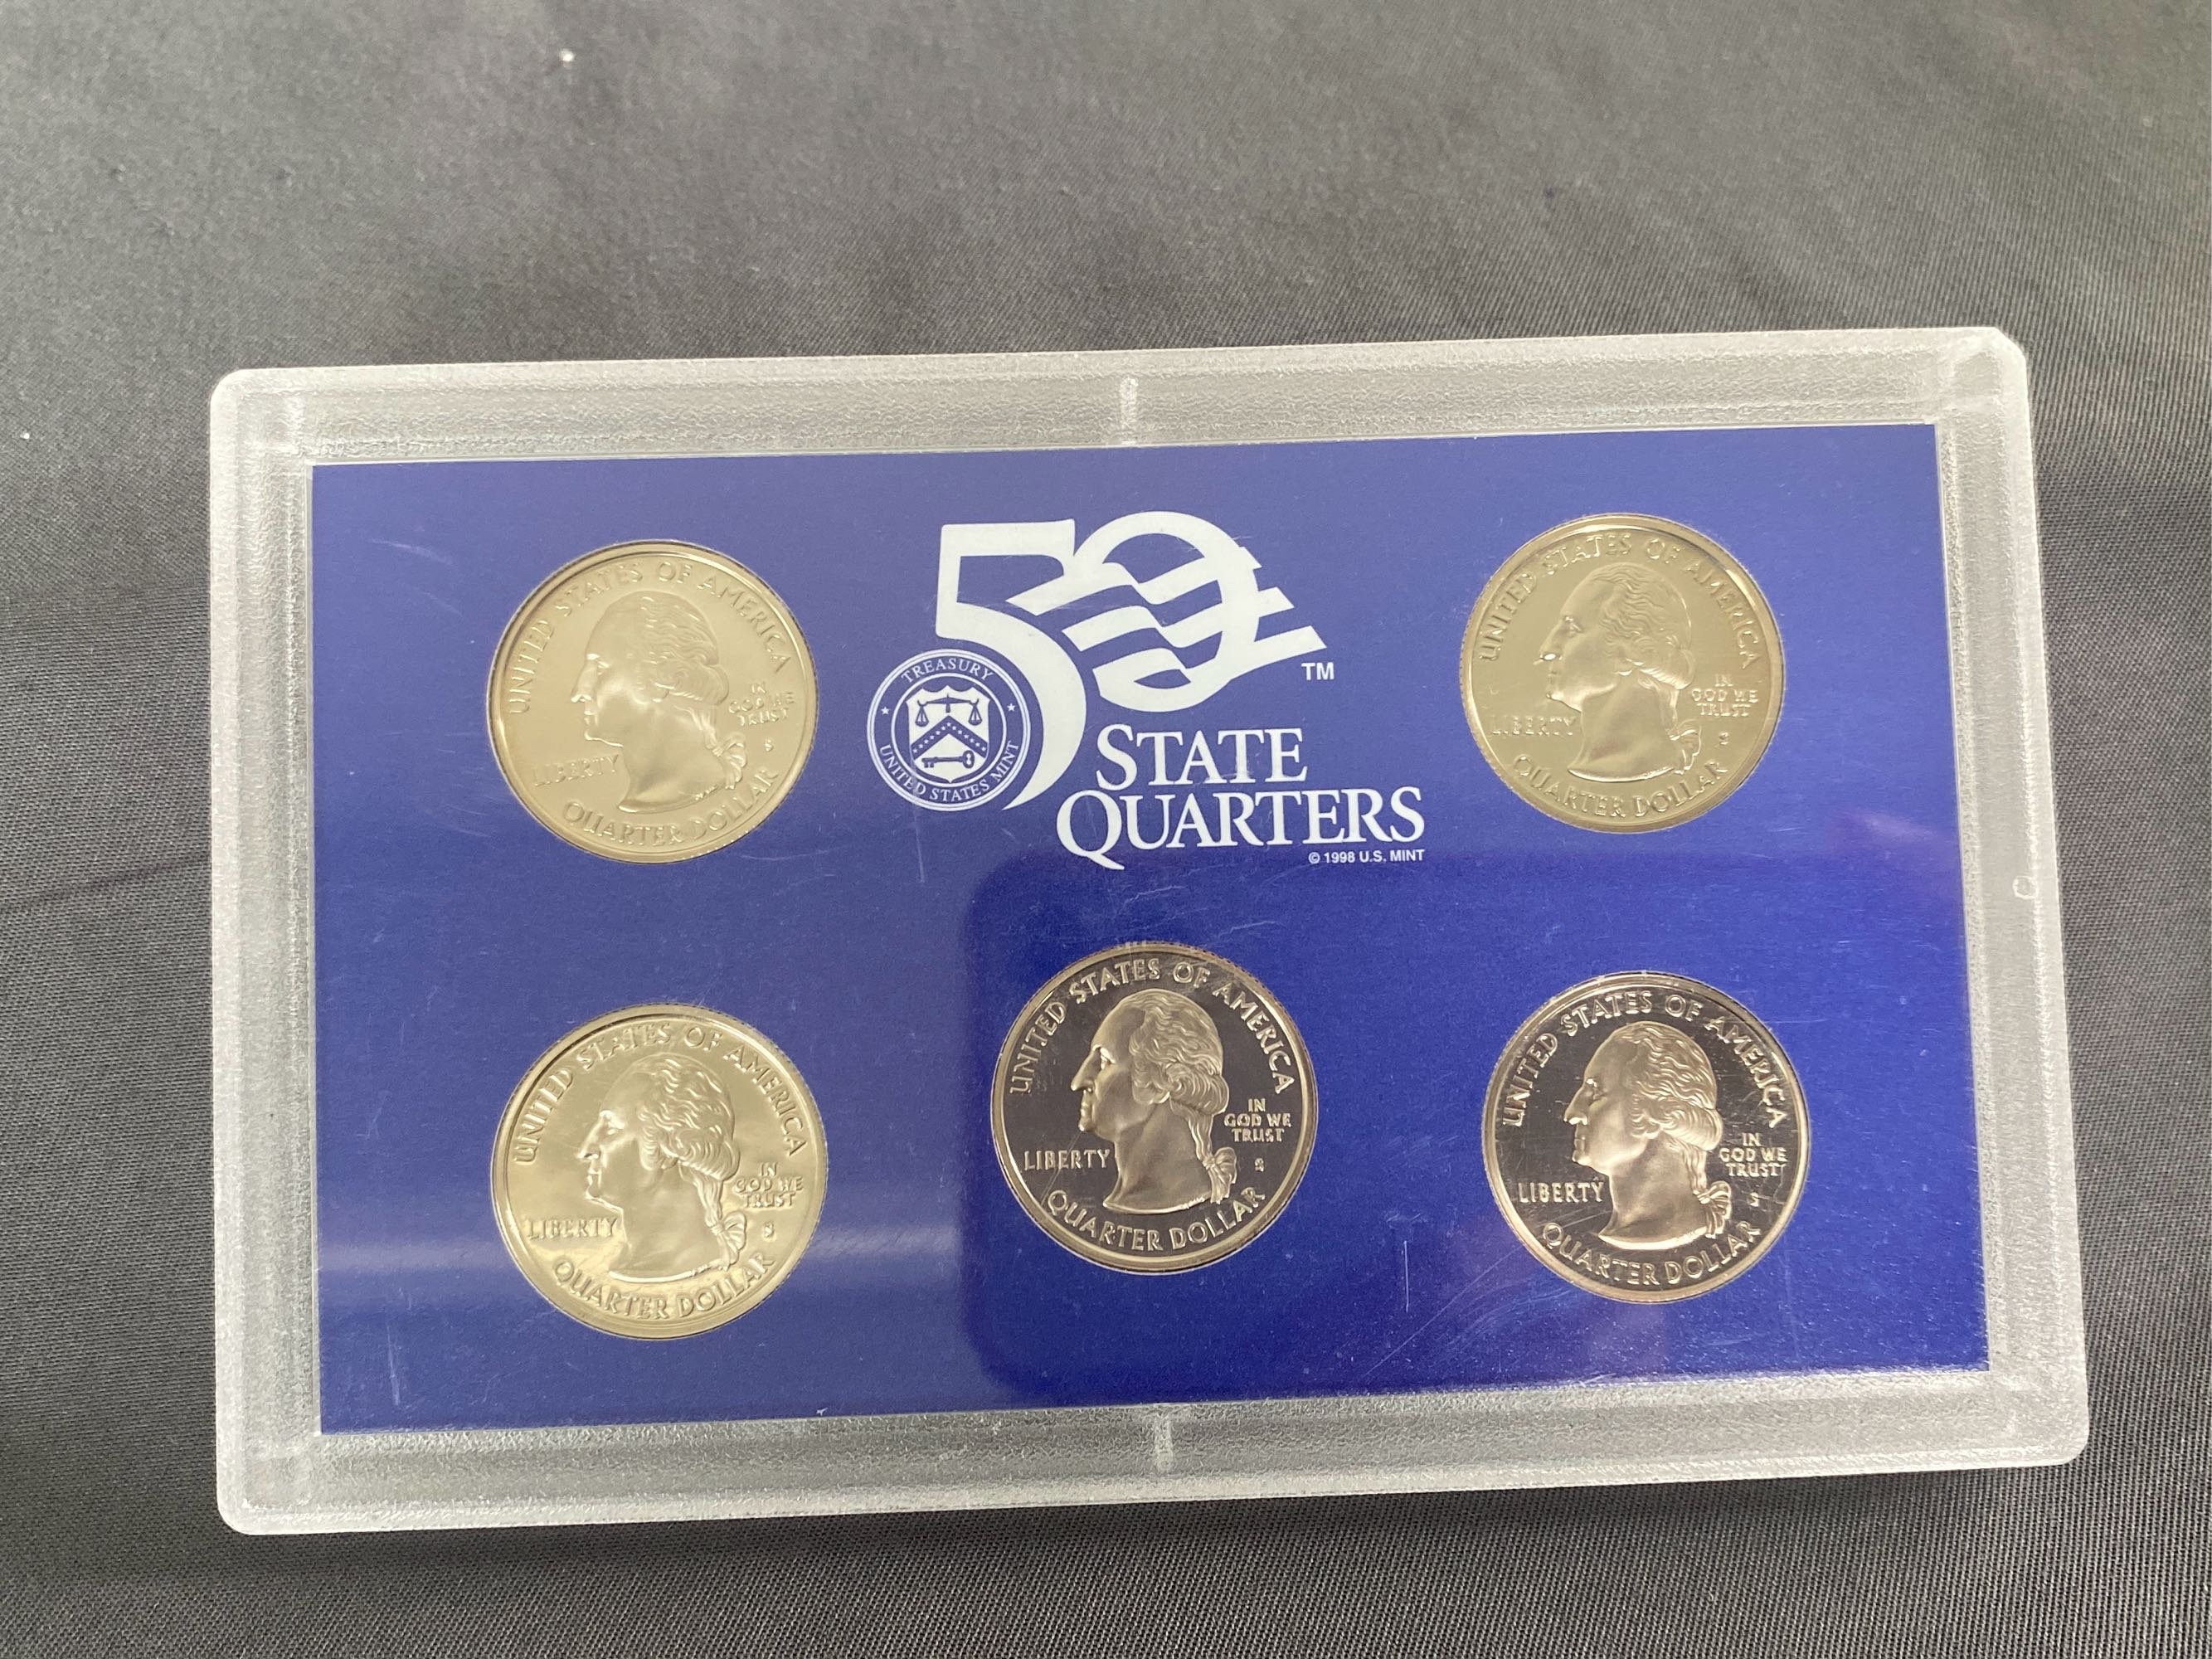 50
TM
STATE
QUARTERS
© 1998 U.S. MINT
TREASURY
UNITED STATES MINT
UNITED STATES OF AMERICA
IN
GOD WE
TRUST
S
LIBERTY
QUARTER DOLLAR
UNITED STATES OF AMERICA
IN
GOD WE
TRUST
S
LIBERTY
QUARTER DOLLAR
UNITED STATES OF AMERICA
IN
GOD WE
TRUST
S
LIBERTY
QUARTER DOLLAR
UNITED STATES OF AMERICA
IN
GOD WE
TRUST
S
LIBERTY
QUARTER DOLLAR
UNITED STATES OF AMERICA
IN
GOD WE
TRUST
S
LIBERTY
QUARTER DOLLAR